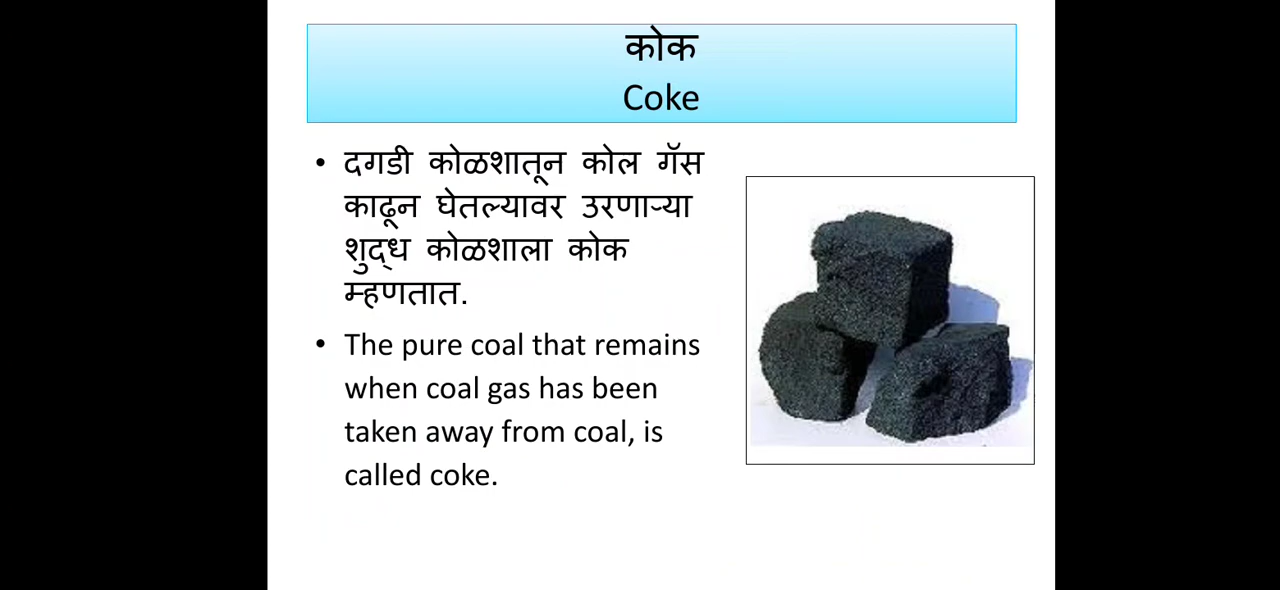 कोक
Coke
• दगडी कोळशातून कोल गॅस
काढून घेतल्यावर उरणाऱ्या
शुद्ध कोळशाला कोक
म्हणतात.
• The pure coal that remains
when coal gas has been
taken away from coal, is
called coke.